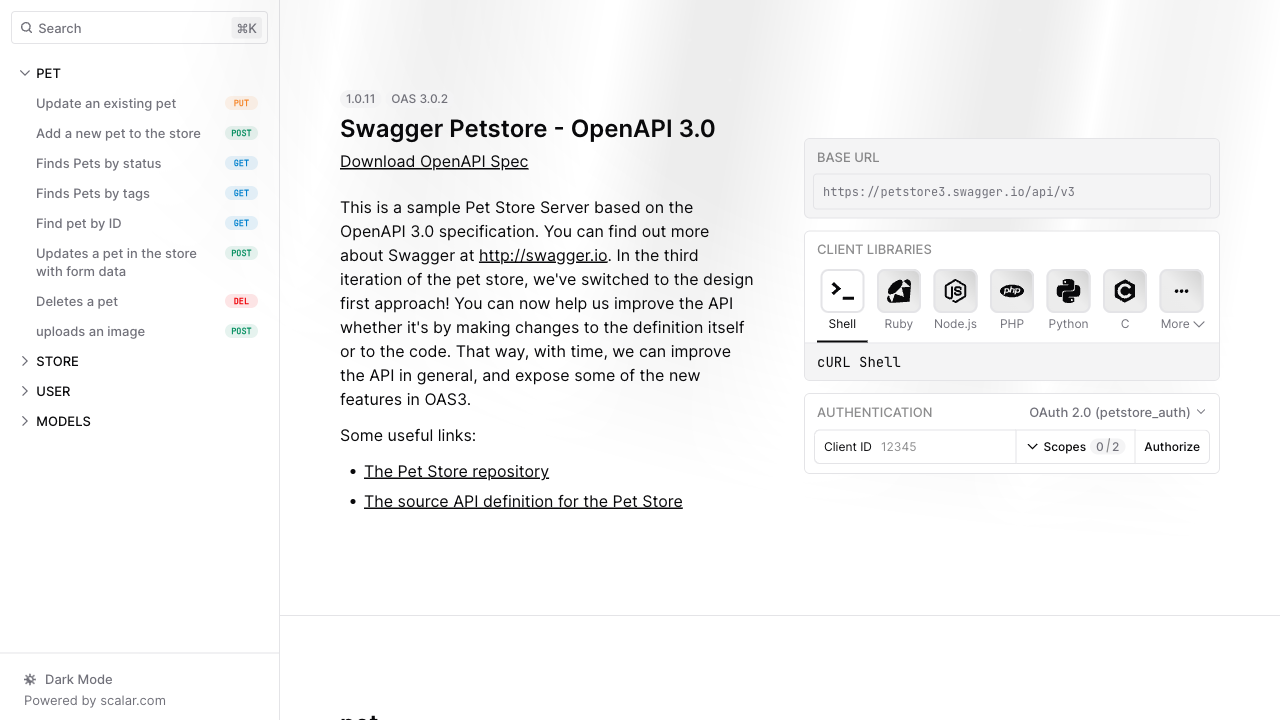 Search
⌘K
PET
Update an existing pet PUT
Add a new pet to the store POST
Finds Pets by status GET
Finds Pets by tags GET
Find pet by ID GET
Updates a pet in the store POST
with form data
Deletes a pet DEL
uploads an image POST
STORE
USER
MODELS
Dark Mode
Powered by scalar.com
1.0.11 OAS 3.0.2
Swagger Petstore - OpenAPI 3.0
Download OpenAPI Spec
This is a sample Pet Store Server based on the
OpenAPI 3.0 specification. You can find out more
about Swagger at http://swagger.io. In the third
iteration of the pet store, we've switched to the design
first approach! You can now help us improve the API
whether it's by making changes to the definition itself
or to the code. That way, with time, we can improve
the API in general, and expose some of the new
features in OAS3.
Some useful links:
• The Pet Store repository
• The source API definition for the Pet Store
BASE URL
https://petstore3.swagger.io/api/v3
CLIENT LIBRARIES
Shell Ruby Node.js PHP Python C More
cURL Shell
AUTHENTICATION OAuth 2.0 (petstore_auth)
Client ID 12345 Scopes 0/2 Authorize
pet